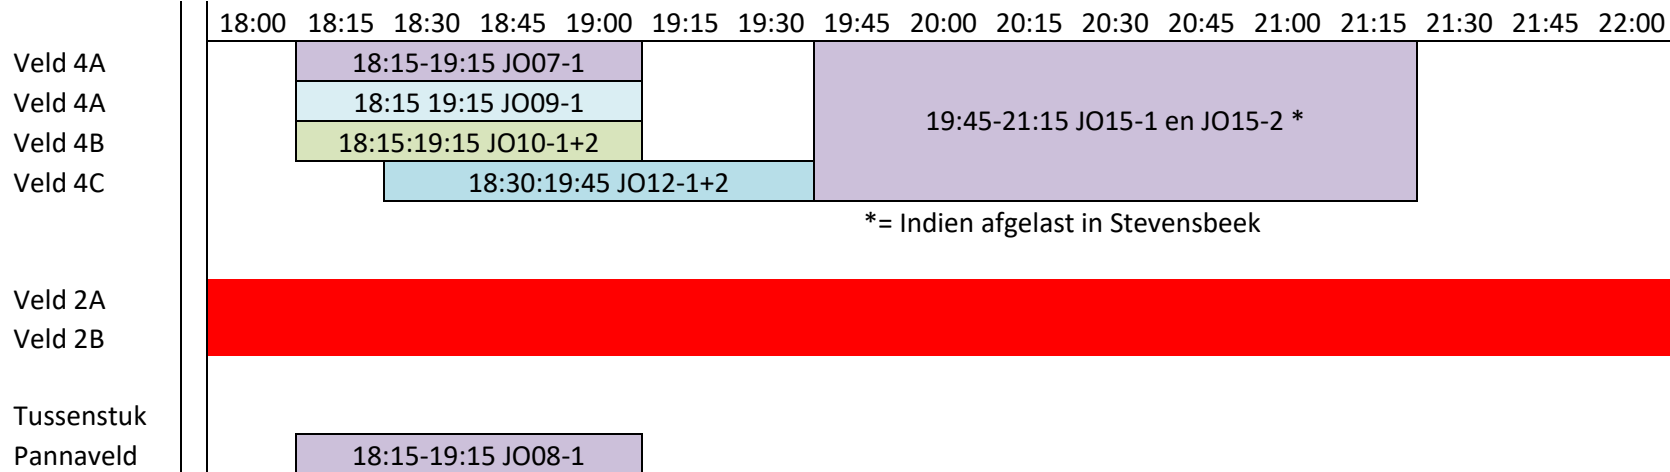 18:00 18:15 18:30 18:45 19:00 19:15 19:30 19:45 20:00 20:15 20:30 20:45 21:00 21:15 21:30 21:45 22:00
Veld 4A 18:15-19:15 JO07-1
Veld 4A 18:15 19:15 JO09-1
19:45-21:15 JO15-1 en JO15-2 *
Veld 4B 18:15:19:15 JO10-1+2
Veld 4C 18:30:19:45 JO12-1+2
*= Indien afgelast in Stevensbeek
Veld 2A
Veld 2B
Tussenstuk
Pannaveld 18:15-19:15 JO08-1